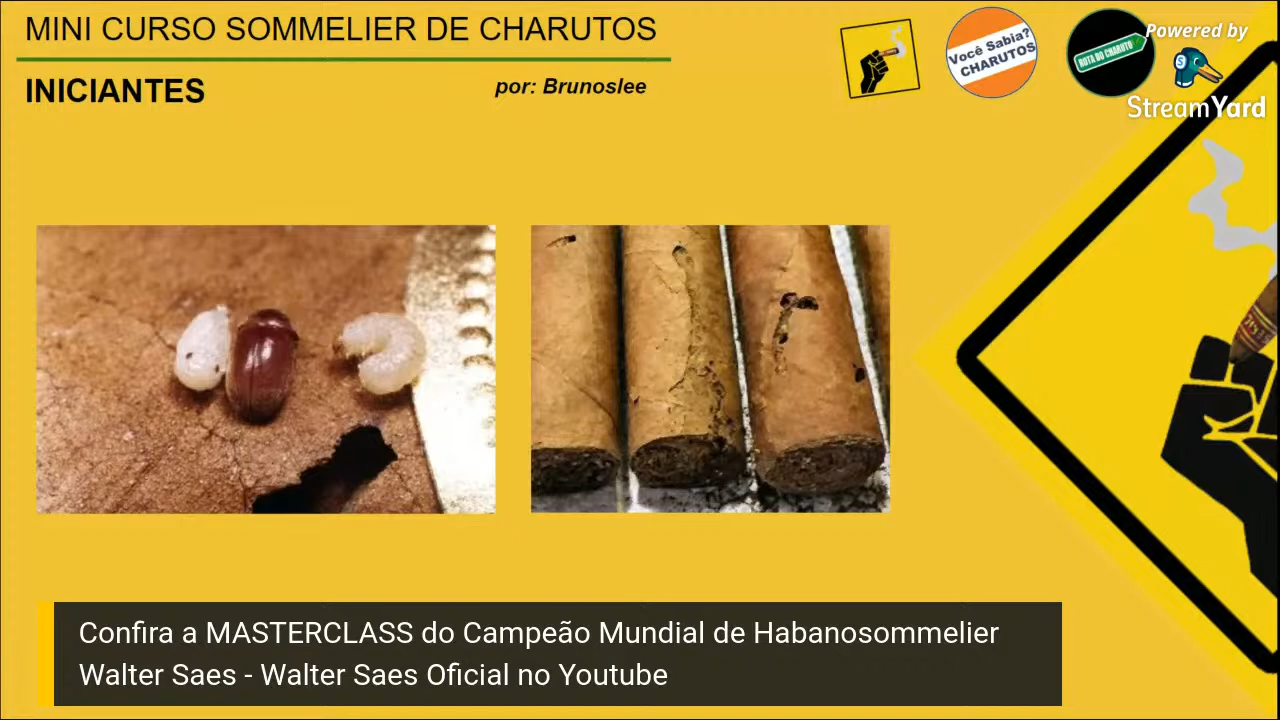 MINI CURSO SOMMELIER DE CHARUTOS
INICIANTES
por: Brunoslee
Você Sabia?
CHARUTOS
ROTA DO CHARUTO
Powered by
StreamYard
Confira a MASTERCLASS do Campeão Mundial de Habanosommelier
Walter Saes - Walter Saes Oficial no Youtube